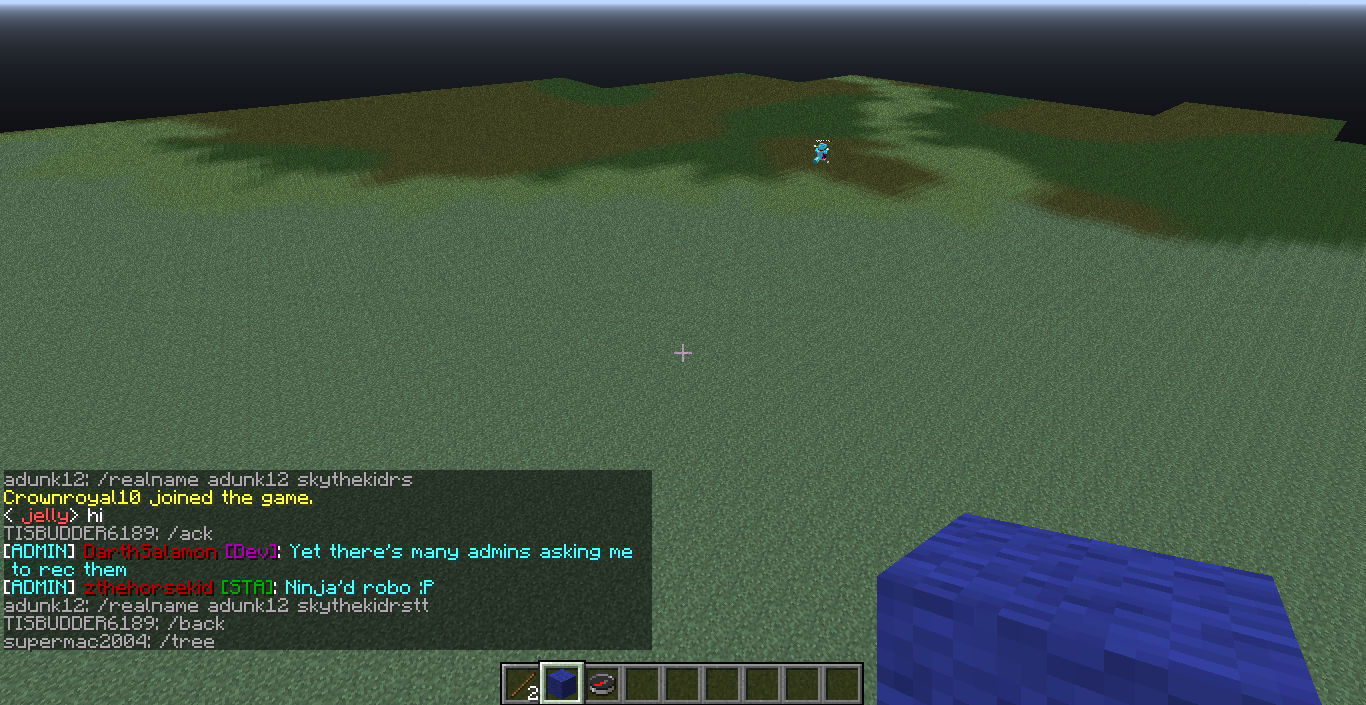 adunk12: /realname adunk12 skythekidrs
Crownroyal10 joined the game.
< jelly> hi
TISBUDDER6189: /ack
[ADMIN] DarthSalamon [Dev]: Yet there's many admins asking me
to rec them
[ADMIN] zthehorsekid [STA]: Ninja'd robo :P
adunk12: /realname adunk12 skythekidrstt
TISBUDDER6189: /back
supermac2004: /tree
2